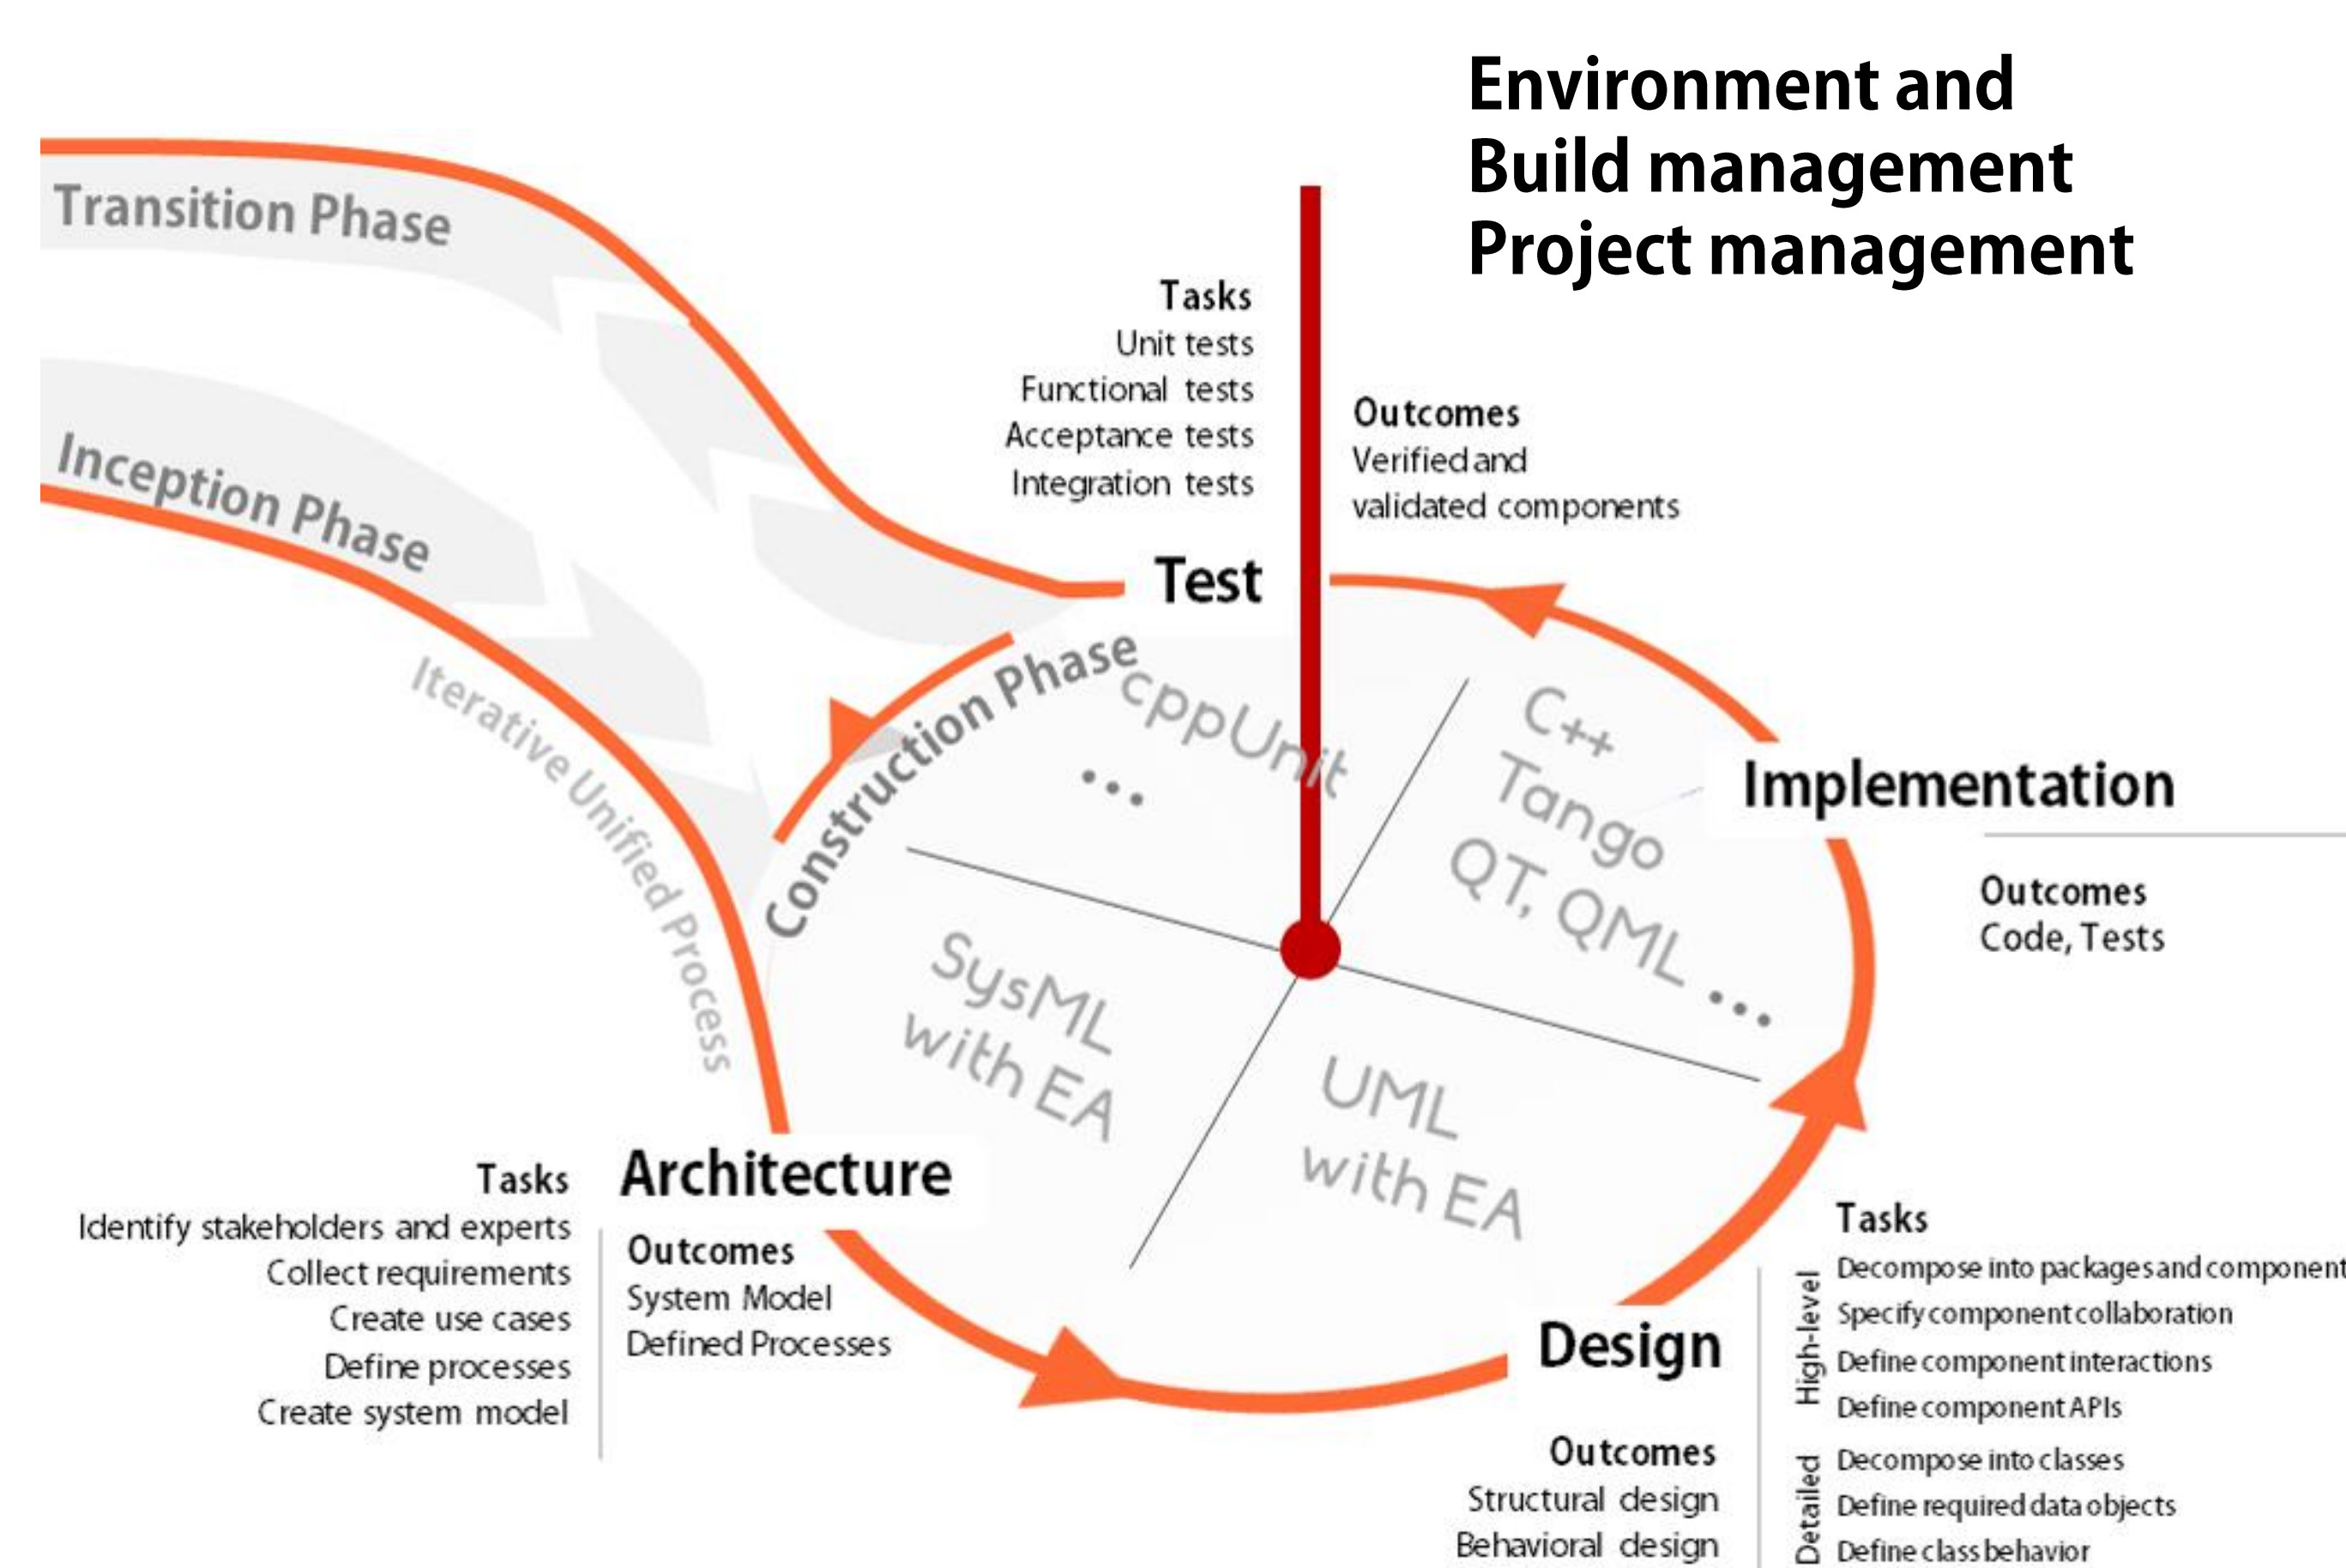 Environment and
Build management
Project management
Transition Phase
Inception Phase
Iterative Unified Process
Tasks
Unit tests
Functional tests
Acceptance tests
Integration tests
Outcomes
Verified and
validated components
Test
Construction Phase
cppUnit
...
C++
Tango
QT, QML ...
Implementation
Outcomes
Code, Tests
SysML
with EA
UML
with EA
Architecture
Tasks
Identify stakeholders and experts
Collect requirements
Create use cases
Define processes
Create system model
Outcomes
System Model
Defined Processes
Design
Outcomes
Structural design
Behavioral design
Tasks
High-level
Decompose into packages and component
Specify component collaboration
Define component interactions
Define component APIs
Detailed
Decompose into classes
Define required data objects
Define class behavior